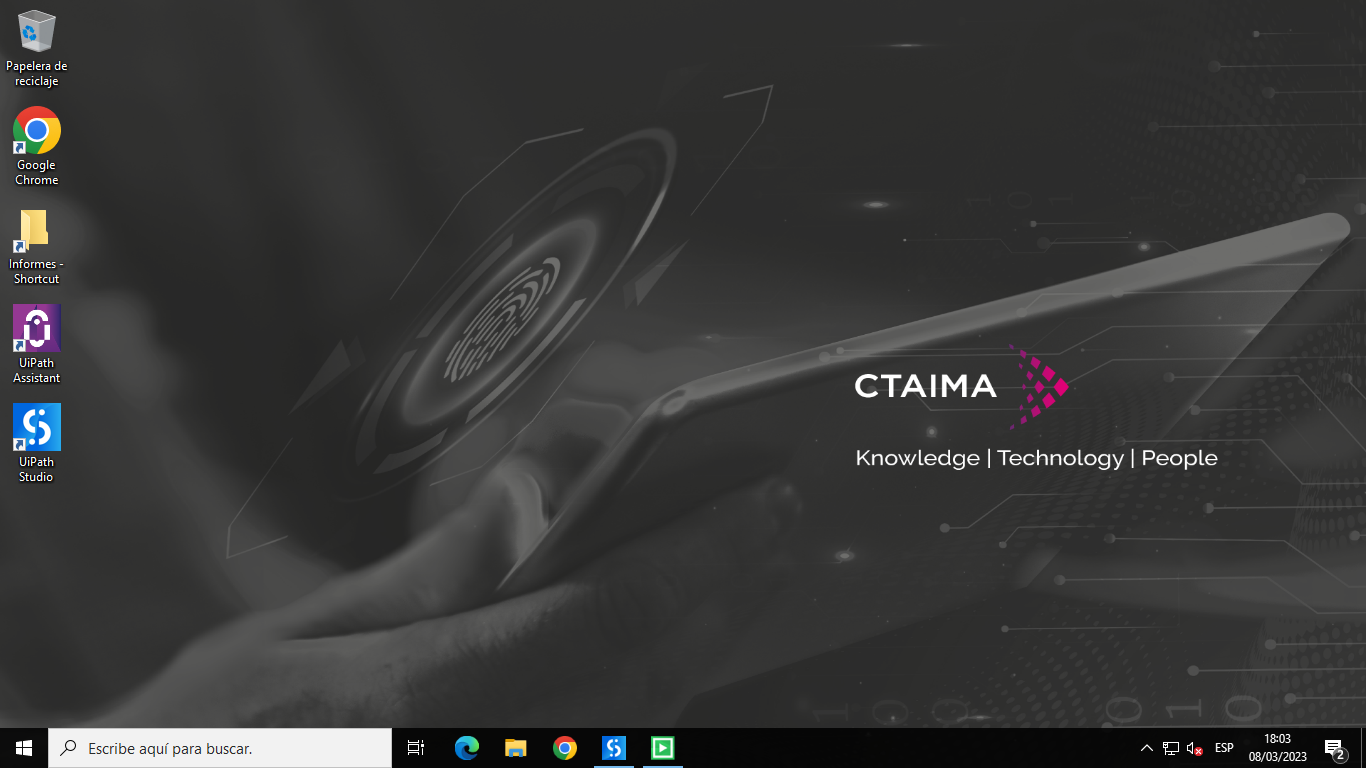 Papelera de
reciclaje
Google
Chrome
Informes -
Shortcut
UiPath
Assistant
UiPath
Studio
CTAIMA
Knowledge | Technology | People
Escribe aquí para buscar.
ESP
18:03
08/03/2023
2